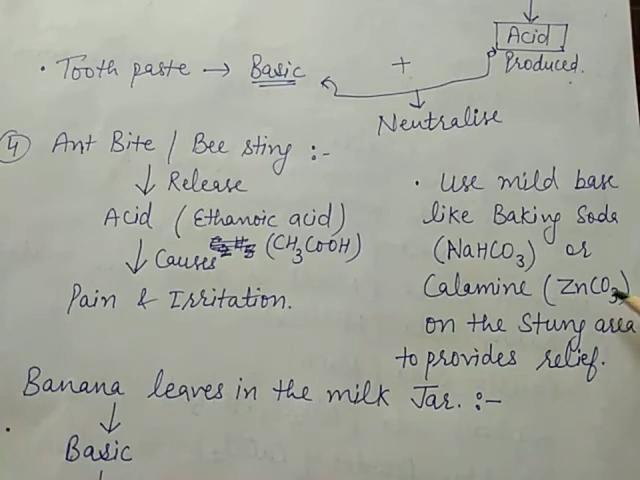 Acid
Produced.
• Tooth paste → Basic
+
Neutralise
④ Ant Bite / Bee sting :-
↓ Release
Acid (Ethanoic acid)
(CH3COOH)
↓ Causes
Pain & Irritation.
• Use mild base
like Baking Soda
(NaHCO3) or
Calamine (ZnCO3)
on the Stung area
to provides relief.
Banana leaves in the milk Jar. :-
↓
• Basic